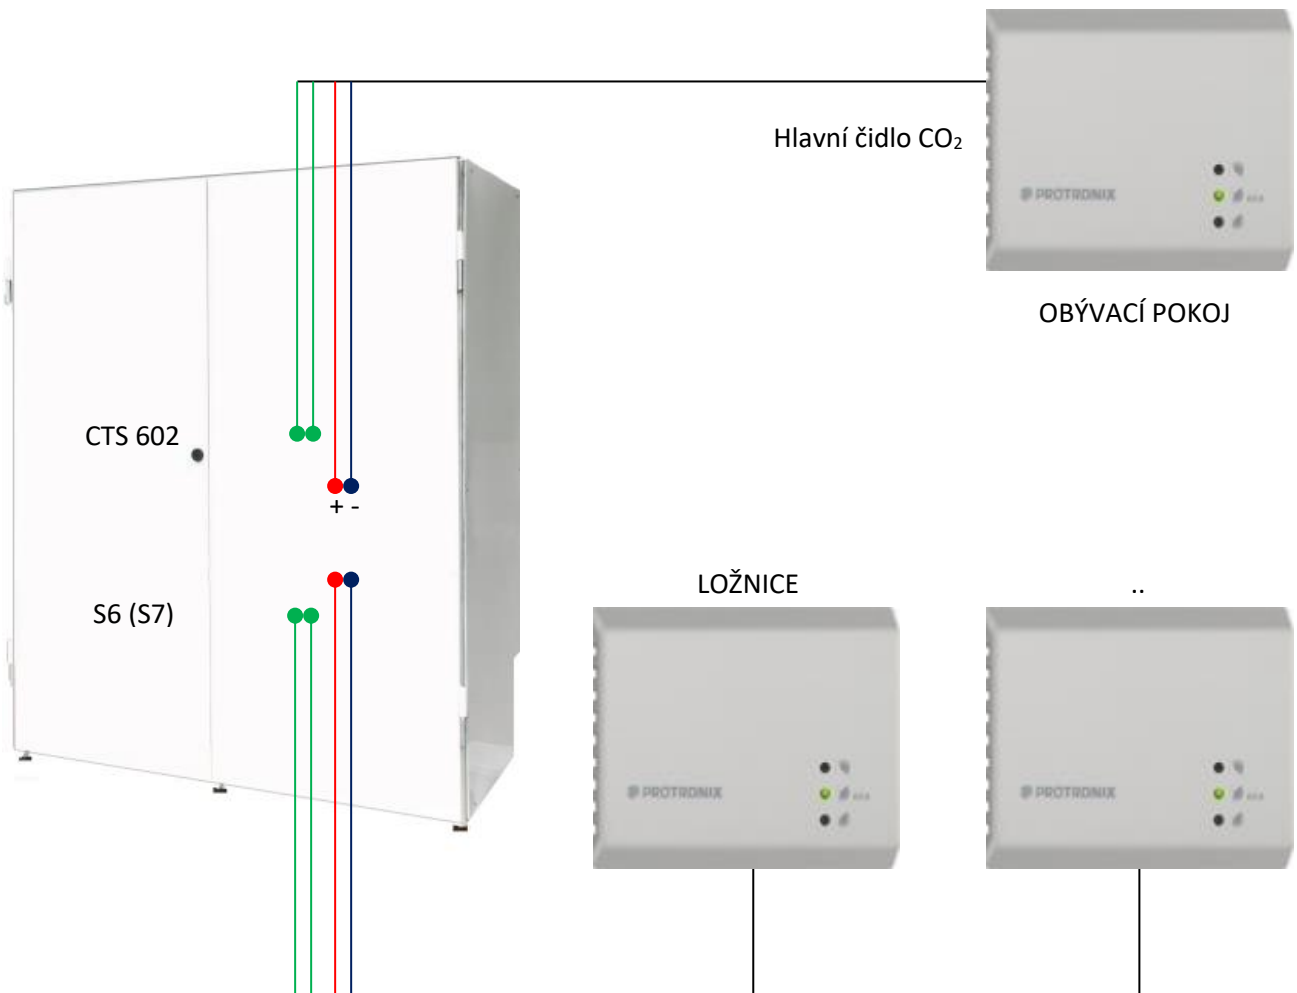 Hlavní čidlo CO₂
PROTRONIX
OBÝVACÍ POKOJ
CTS 602
+ -
S6 (S7)
LOŽNICE
..
PROTRONIX
PROTRONIX